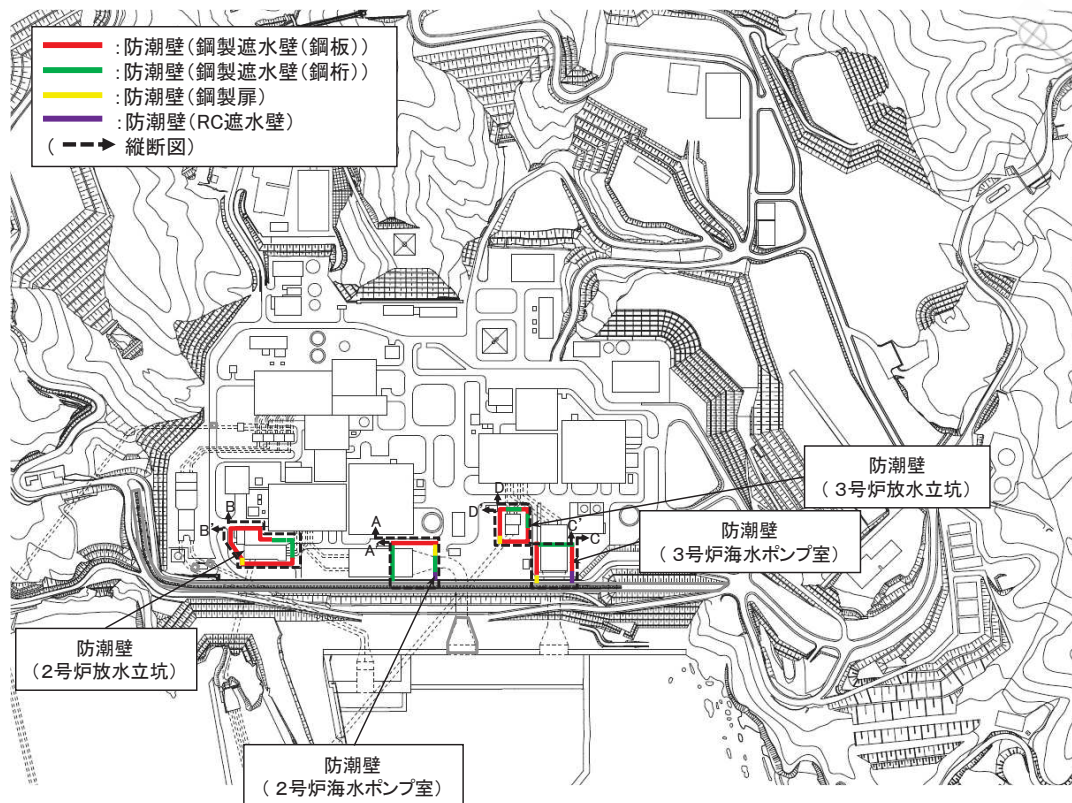 :防潮壁(鋼製遮水壁(鋼板))
:防潮壁(鋼製遮水壁(鋼桁))
:防潮壁(鋼製扉)
:防潮壁(RC遮水壁)
( 縦断図)
防潮壁
(3号炉放水立坑)
D
D'
防潮壁
(3号炉海水ポンプ室)
B
B'
A
A'
C'
C
防潮壁
(2号炉放水立坑)
防潮壁
(2号炉海水ポンプ室)